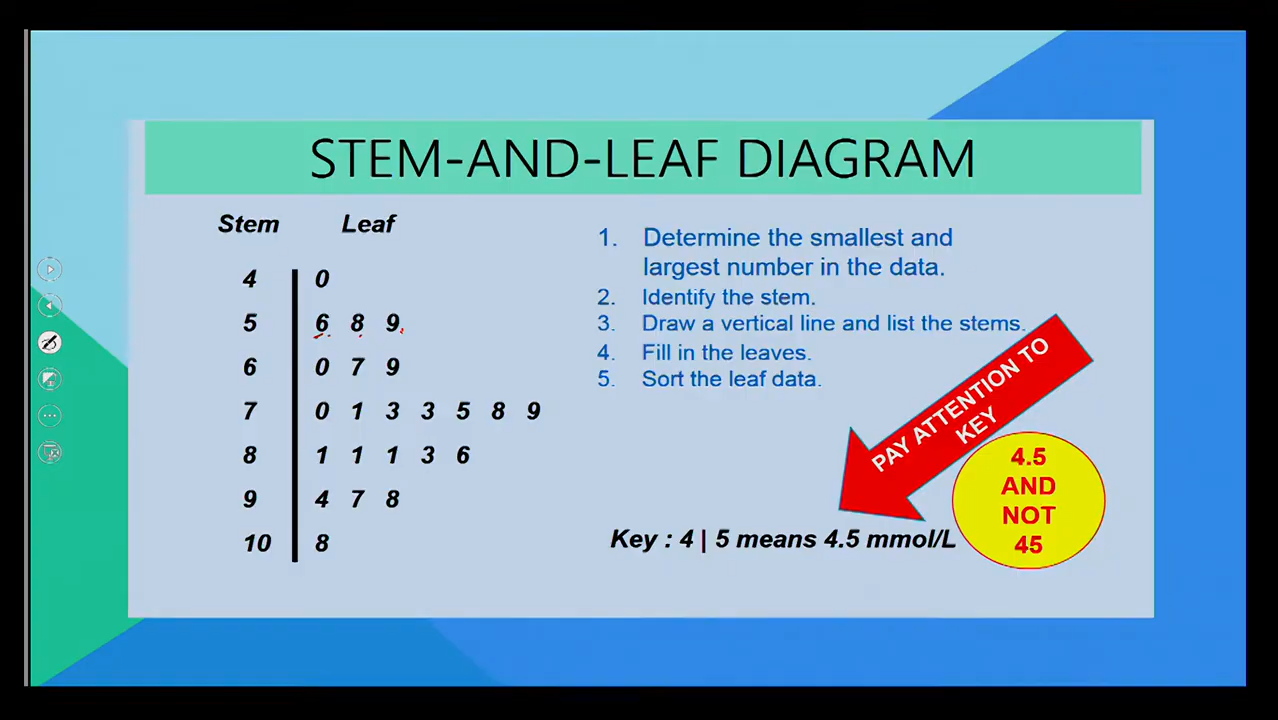 STEM-AND-LEAF DIAGRAM
Stem Leaf
4 0
5 6 8 9
6 0 7 9
7 0 1 3 3 5 8 9
8 1 1 1 3 6
9 4 7 8
10 8
1. Determine the smallest and
largest number in the data.
2. Identify the stem.
3. Draw a vertical line and list the stems.
4. Fill in the leaves.
5. Sort the leaf data.
PAY ATTENTION TO
KEY
Key : 4 | 5 means 4.5 mmol/L
4.5
AND
NOT
45